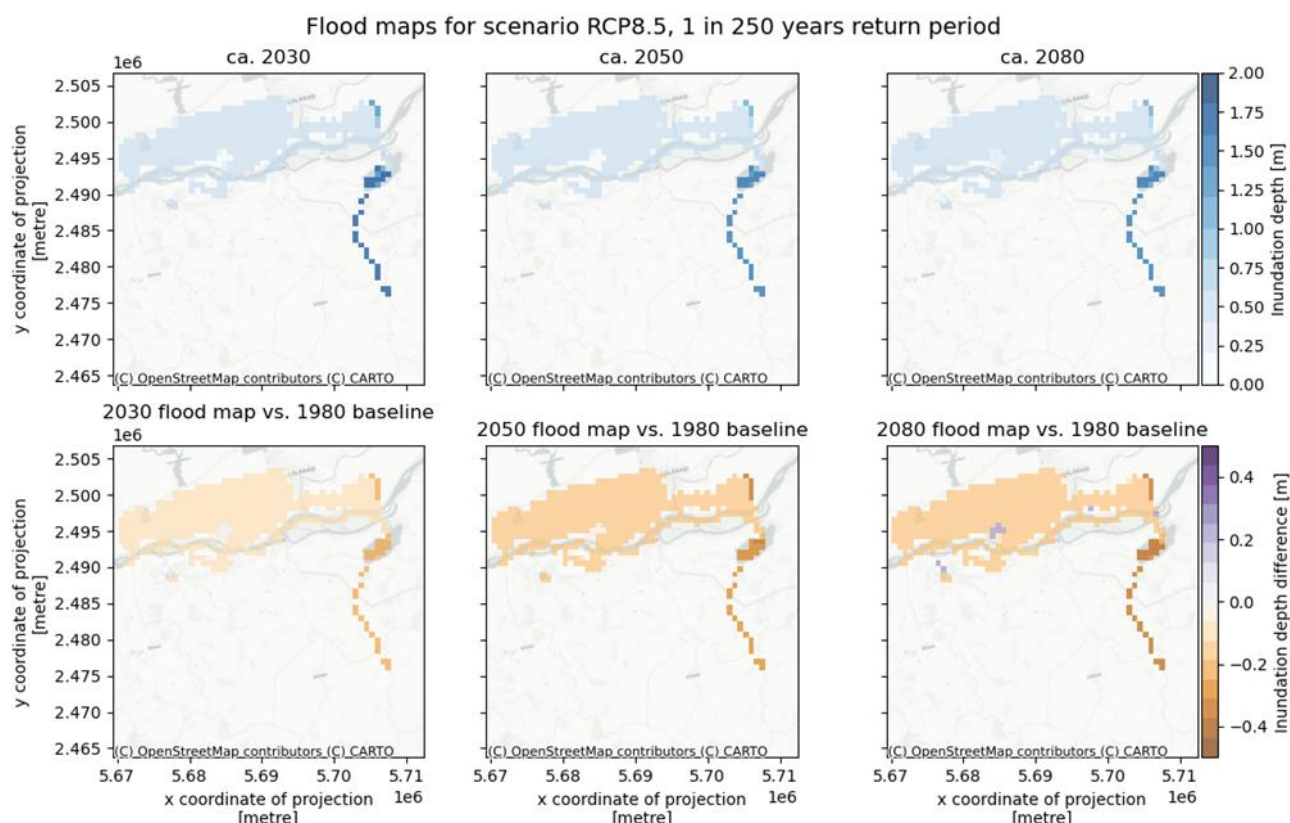 Flood maps for scenario RCP8.5, 1 in 250 years return period
ca. 2030
ca. 2050
ca. 2080
1e6
2.505
2.500
2.495
2.490
2.485
2.480
2.475
2.470
2.465
y coordinate of projection
[metre]
(C) OpenStreetMap contributors (C) CARTO
(C) OpenStreetMap contributors (C) CARTO
(C) OpenStreetMap contributors (C) CARTO
2.00
1.75
1.50
1.25
1.00
0.75
0.50
0.25
0.00
Inundation depth [m]
2030 flood map vs. 1980 baseline
2050 flood map vs. 1980 baseline
2080 flood map vs. 1980 baseline
1e6
2.505
2.500
2.495
2.490
2.485
2.480
2.475
2.470
2.465
y coordinate of projection
[metre]
(C) OpenStreetMap contributors (C) CARTO
(C) OpenStreetMap contributors (C) CARTO
(C) OpenStreetMap contributors (C) CARTO
0.4
0.2
0.0
−0.2
−0.4
Inundation depth difference [m]
5.67 5.68 5.69 5.70 5.71
5.67 5.68 5.69 5.70 5.71
5.67 5.68 5.69 5.70 5.71
1e6
1e6
1e6
x coordinate of projection
[metre]
x coordinate of projection
[metre]
x coordinate of projection
[metre]